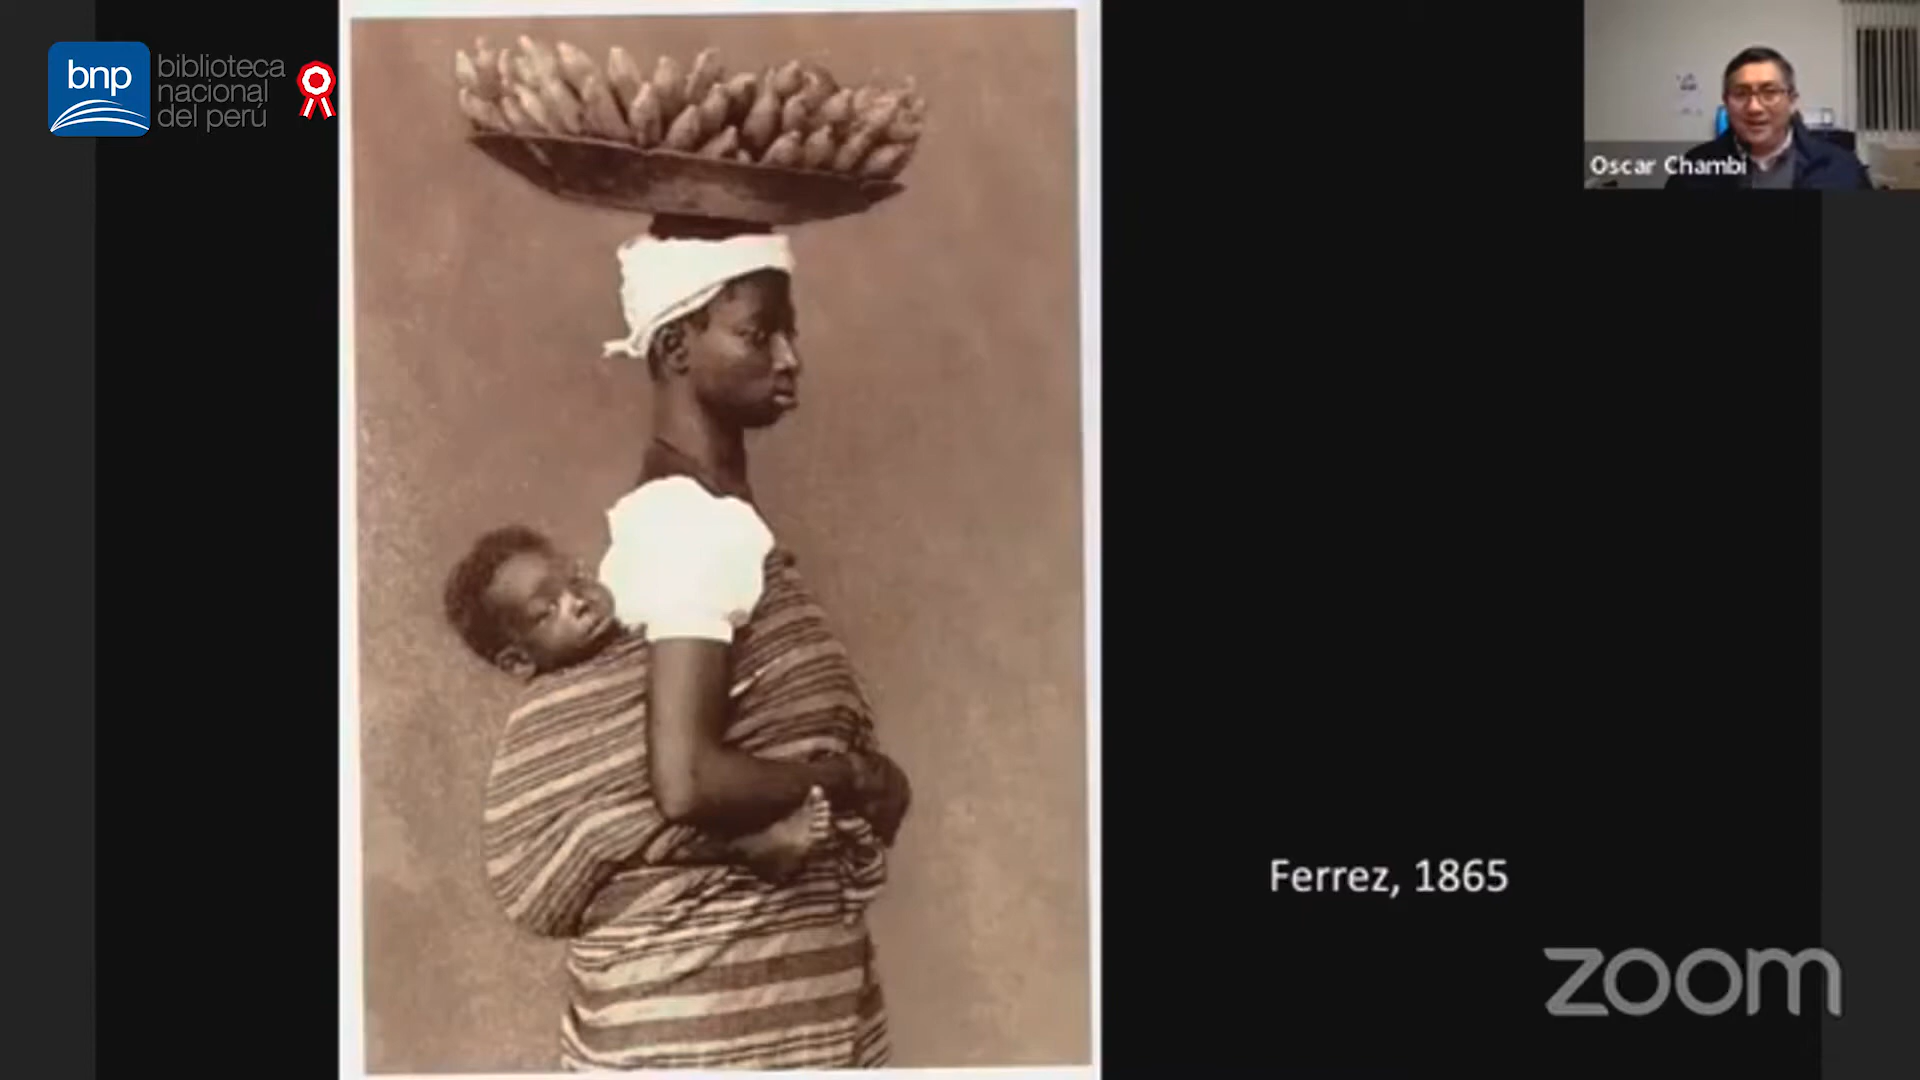 bnp
biblioteca
nacional
del perú
Oscar Chambi
Ferrez, 1865
zoom